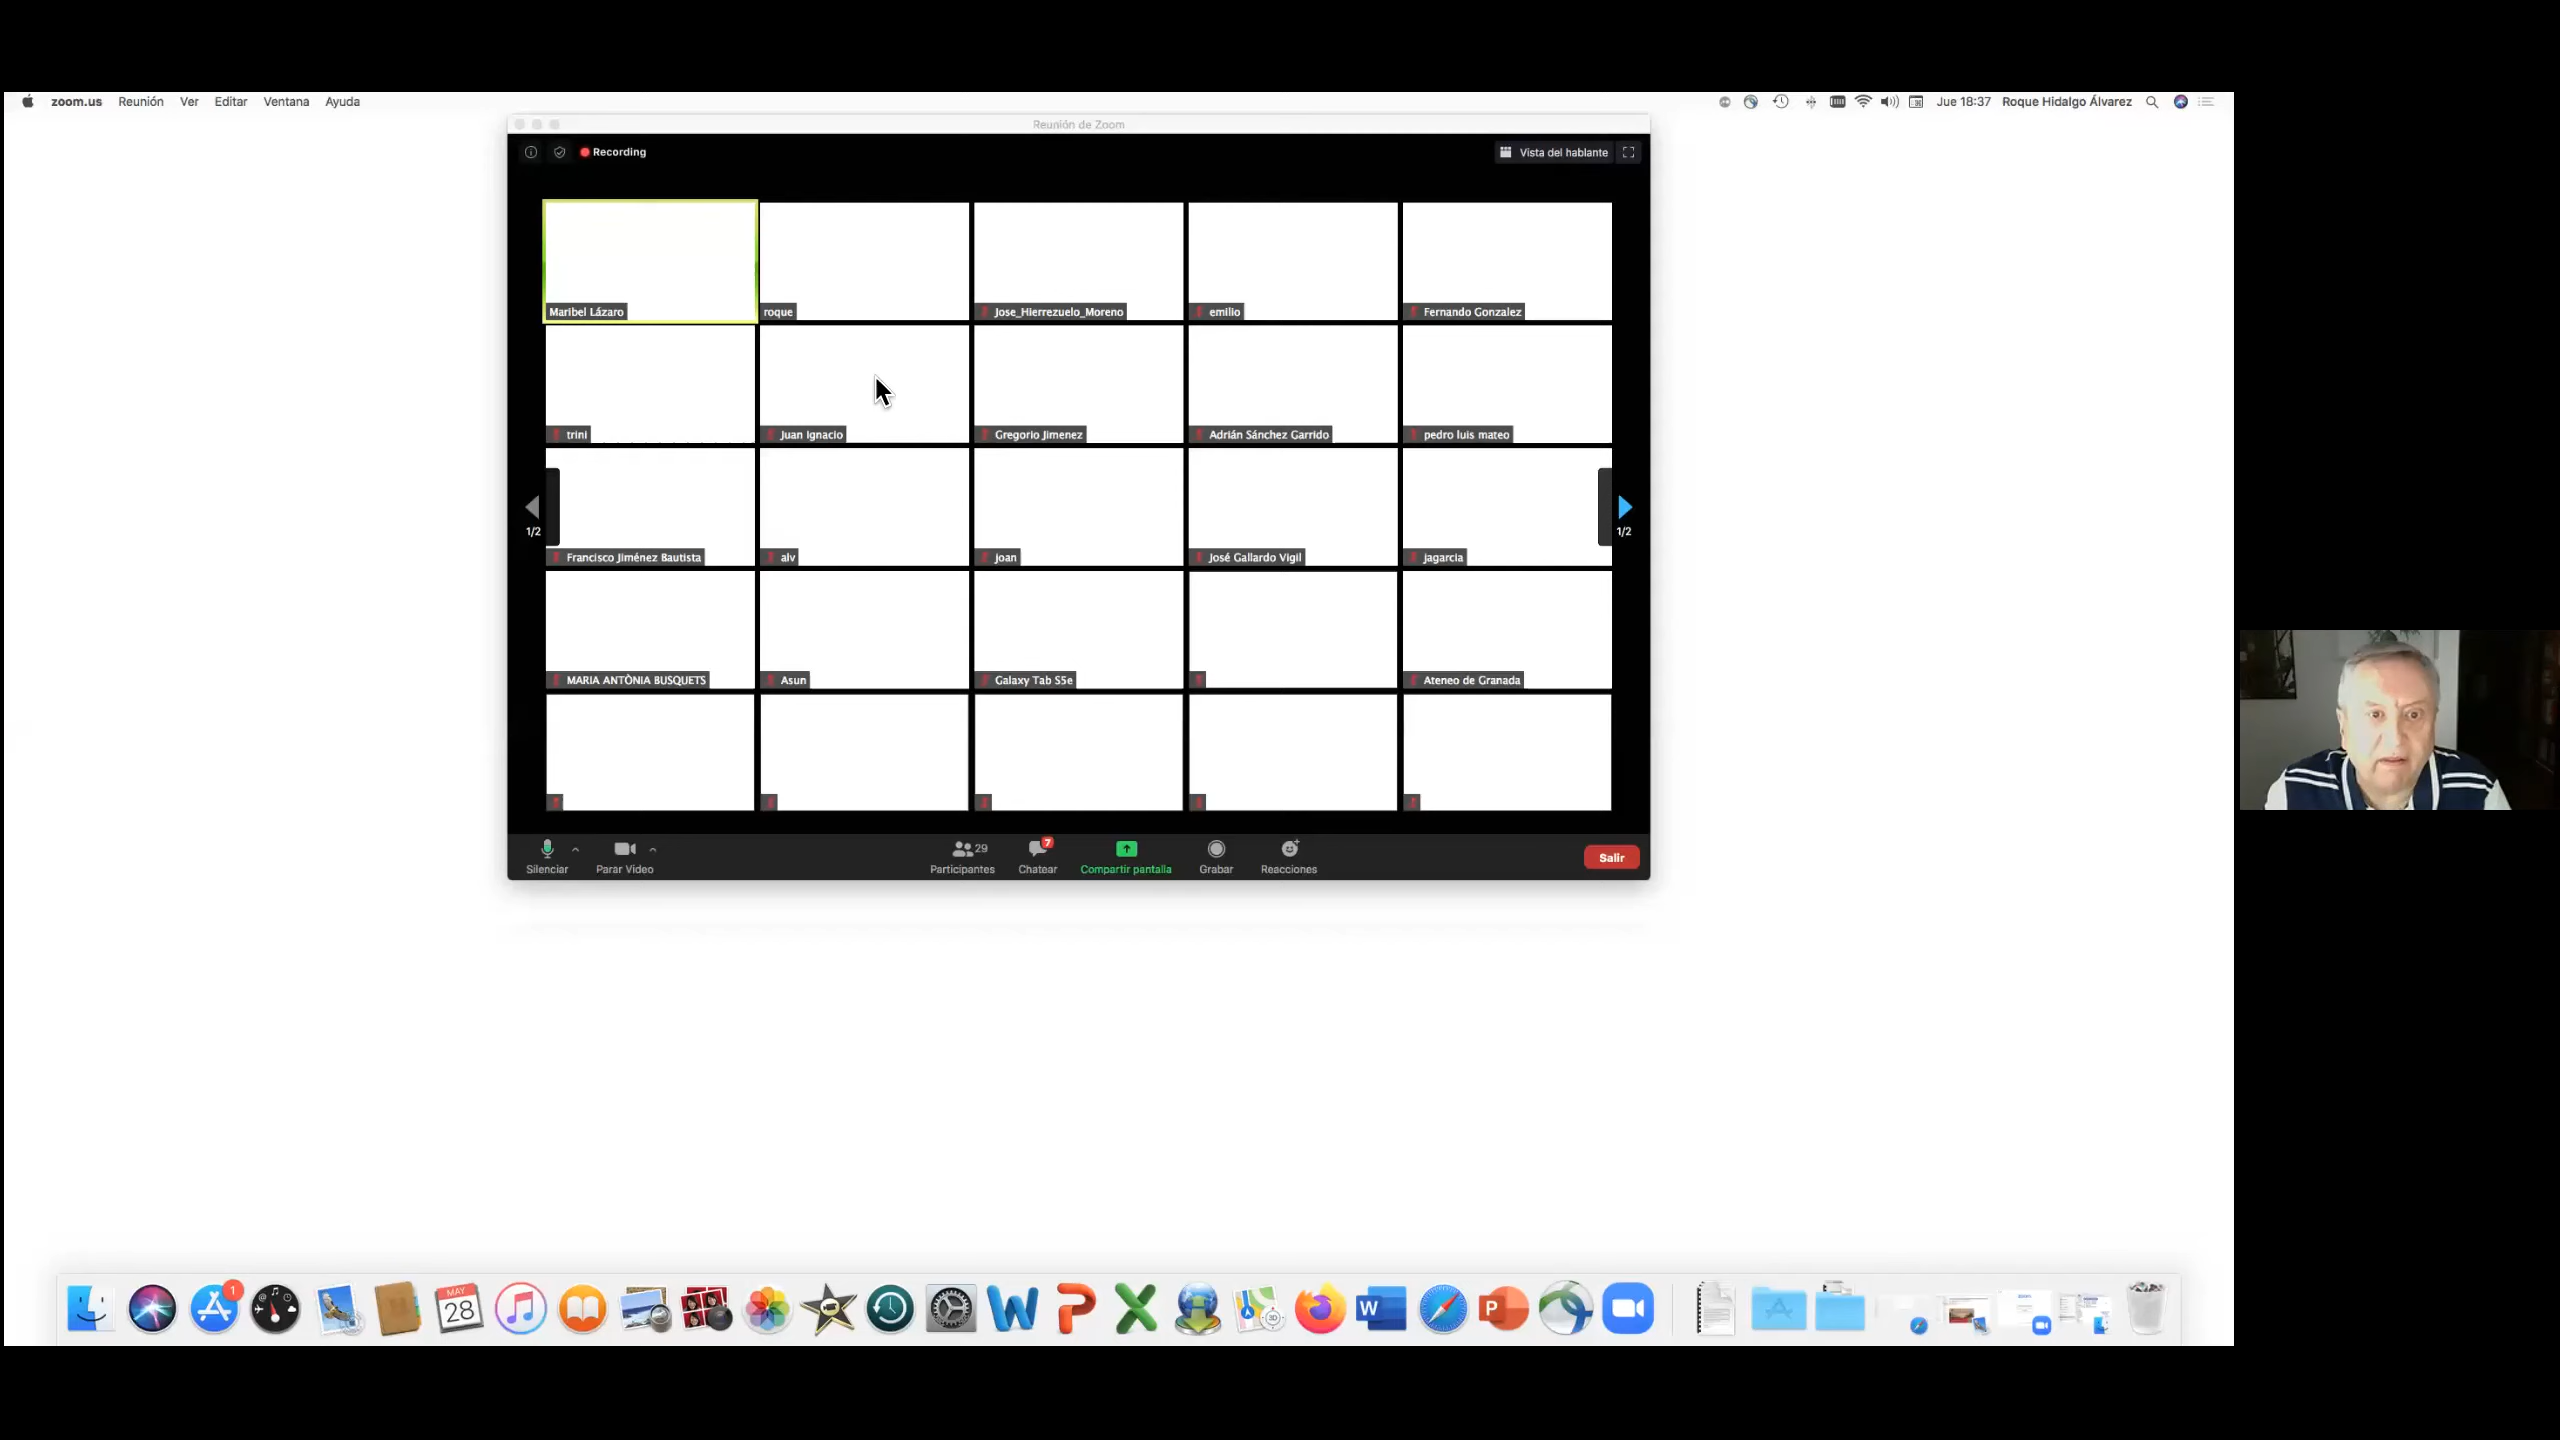 zoom.us Reunión Ver Editar Ventana Ayuda Jue 18:37 Roque Hidalgo Álvarez
Reunión de Zoom
Recording Vista del hablante
Maribel Lázaro roque Jose_Hierrezuelo_Moreno emilio Fernando Gonzalez
trini Juan Ignacio Gregorio Jimenez Adrián Sánchez Garrido pedro luis mateo
1/2 1/2
Francisco Jiménez Bautista alv joan José Gallardo Vigil jagarcia
MARIA ANTÒNIA BUSQUETS Asun Galaxy Tab S5e Ateneo de Granada
29 7
Silenciar Parar Video Participantes Chatear Compartir pantalla Grabar Reacciones Salir
1 MAY 28 W P X 3D W P